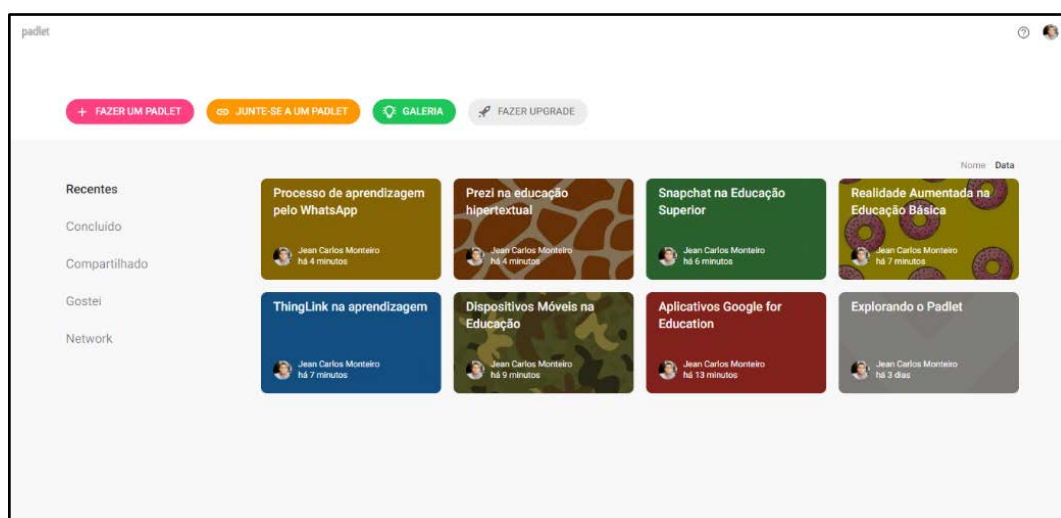 padlet
FAZER UM PADLET
JUNTE-SE A UM PADLET
GALERIA
FAZER UPGRADE
Nome Data
Recentes
Concluído
Compartilhado
Gostei
Network
Processo de aprendizagem
pelo WhatsApp
Jean Carlos Monteiro
há 4 minutos
Prezi na educação
hipertextual
Jean Carlos Monteiro
há 4 minutos
Snapchat na Educação
Superior
Jean Carlos Monteiro
há 6 minutos
Realidade Aumentada na
Educação Básica
Jean Carlos Monteiro
há 7 minutos
ThingLink na aprendizagem
Jean Carlos Monteiro
há 7 minutos
Dispositivos Móveis na
Educação
Jean Carlos Monteiro
há 9 minutos
Aplicativos Google for
Education
Jean Carlos Monteiro
há 13 minutos
Explorando o Padlet
Jean Carlos Monteiro
há 3 dias